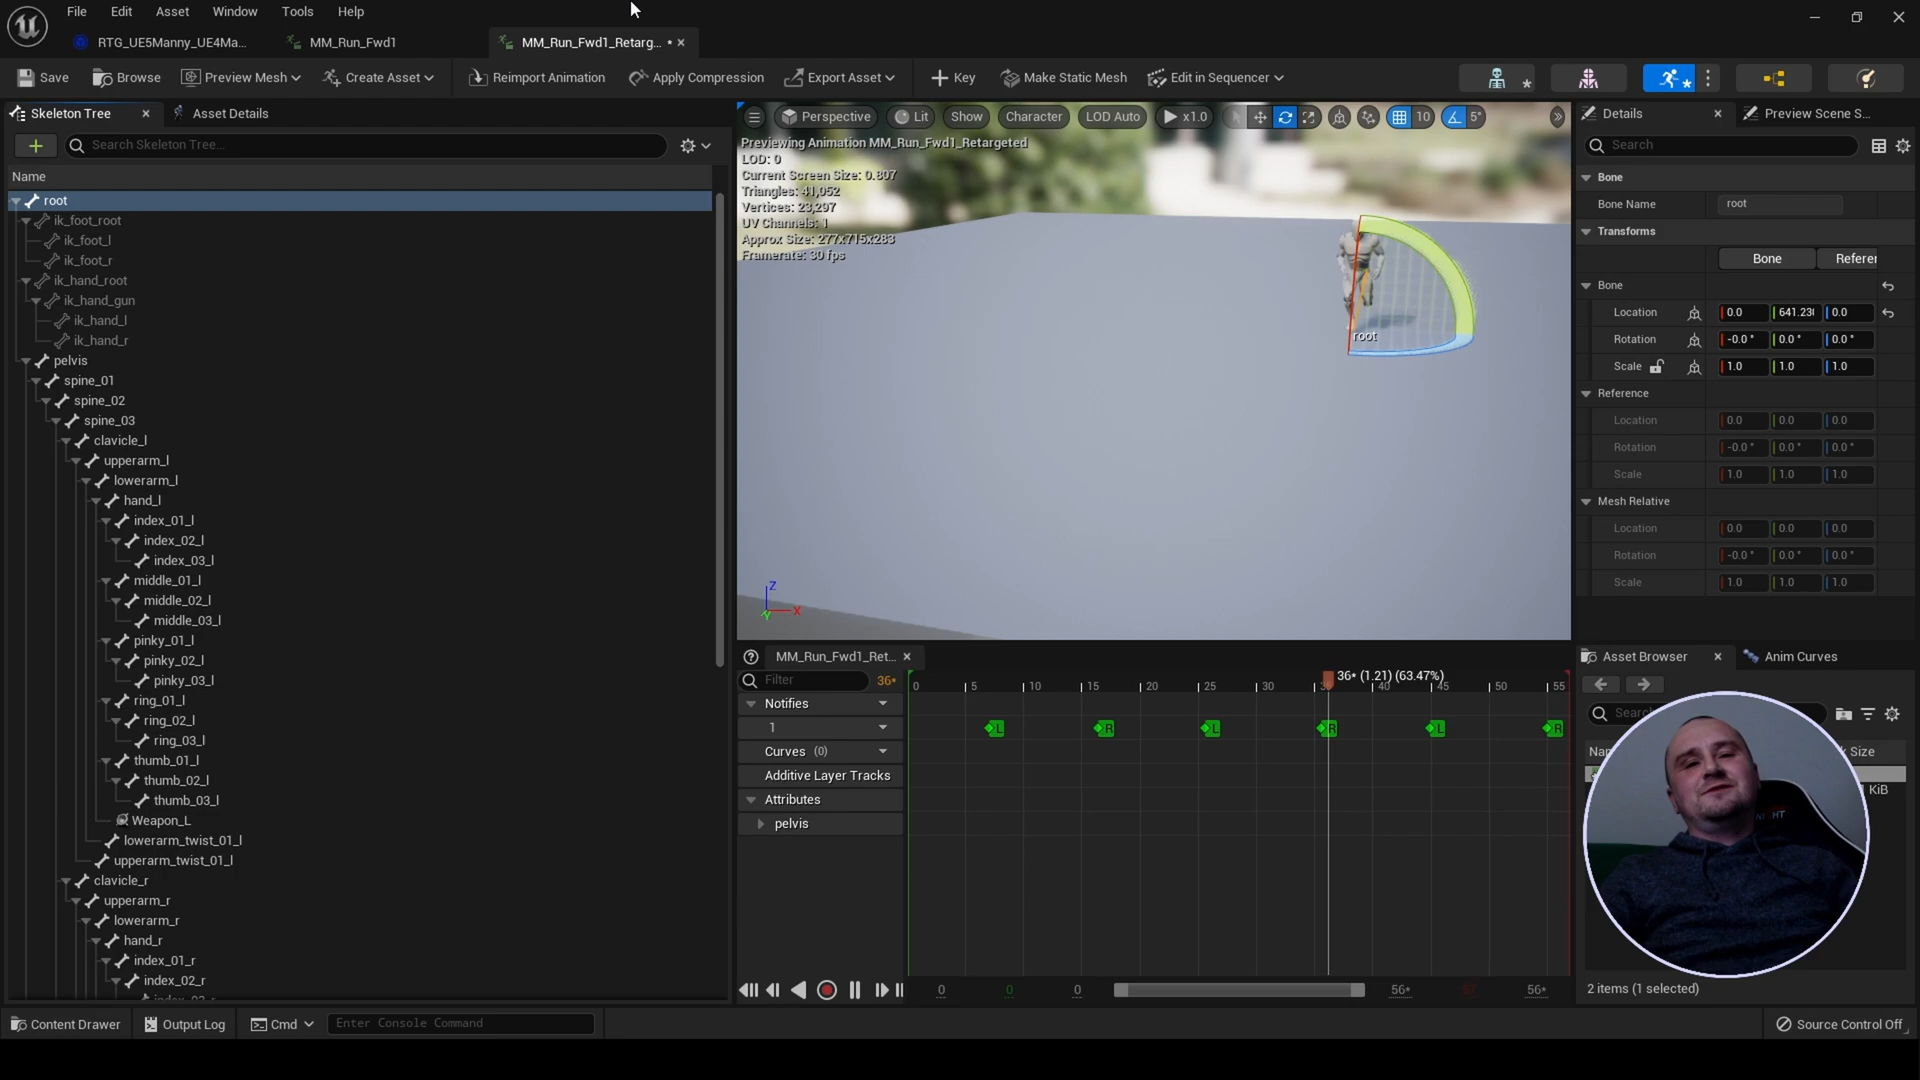 File Edit Asset Window Tools Help
RTG_UE5Manny_UE4Ma... MM_Run_Fwd1 MM_Run_Fwd1_Retarg... *
Save Browse Preview Mesh Create Asset Reimport Animation Apply Compression Export Asset Key Make Static Mesh Edit in Sequencer
Skeleton Tree Asset Details
Search Skeleton Tree...
Name
root
ik_foot_root
ik_foot_l
ik_foot_r
ik_hand_root
ik_hand_gun
ik_hand_l
ik_hand_r
pelvis
spine_01
spine_02
spine_03
clavicle_l
upperarm_l
lowerarm_l
hand_l
index_01_l
index_02_l
index_03_l
middle_01_l
middle_02_l
middle_03_l
pinky_01_l
pinky_02_l
pinky_03_l
ring_01_l
ring_02_l
ring_03_l
thumb_01_l
thumb_02_l
thumb_03_l
Weapon_L
lowerarm_twist_01_l
upperarm_twist_01_l
clavicle_r
upperarm_r
lowerarm_r
hand_r
index_01_r
index_02_r
Perspective Lit Show Character LOD Auto x1.0 10 5°
Previewing Animation MM_Run_Fwd1_Retargeted
LOD: 0
Current Screen Size: 0.807
Triangles: 41,052
Vertices: 23,297
UV Channels: 1
Approx Size: 277x715x283
Framerate: 30 fps
root
Z
X
Y
MM_Run_Fwd1_Ret...
Filter 36*
36* (1.21) (63.47%)
0 5 10 15 20 25 30 35 40 45 50 55
Notifies
1 L R L R L R
Curves (0)
Additive Layer Tracks
Attributes
pelvis
0 0 0 56* 57 56*
Details Preview Scene S...
Search
Bone
Bone Name root
Transforms
Bone Referer
Bone
Location 0.0 641.23 0.0
Rotation -0.0 ° 0.0 ° 0.0 °
Scale 1.0 1.0 1.0
Reference
Location 0.0 0.0 0.0
Rotation -0.0 ° 0.0 ° 0.0 °
Scale 1.0 1.0 1.0
Mesh Relative
Location 0.0 0.0 0.0
Rotation -0.0 ° 0.0 ° 0.0 °
Scale 1.0 1.0 1.0
Asset Browser Anim Curves
Size
KiB
2 items (1 selected)
Content Drawer Output Log Cmd Enter Console Command Source Control Off